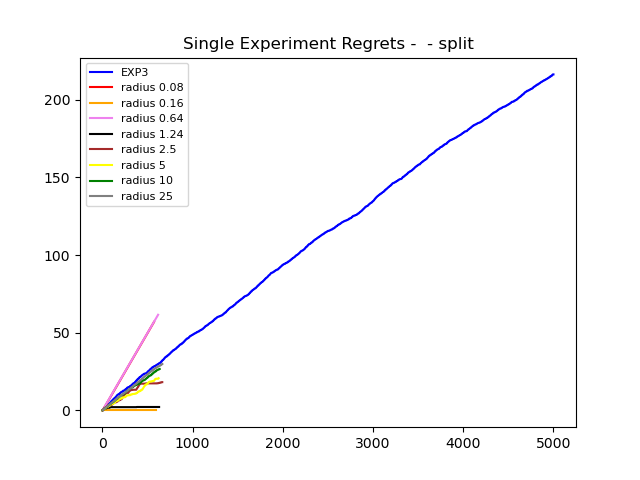 Single Experiment Regrets -  - split
EXP3
radius 0.08
radius 0.16
radius 0.64
radius 1.24
radius 2.5
radius 5
radius 10
radius 25
200
150
100
50
0
0 1000 2000 3000 4000 5000